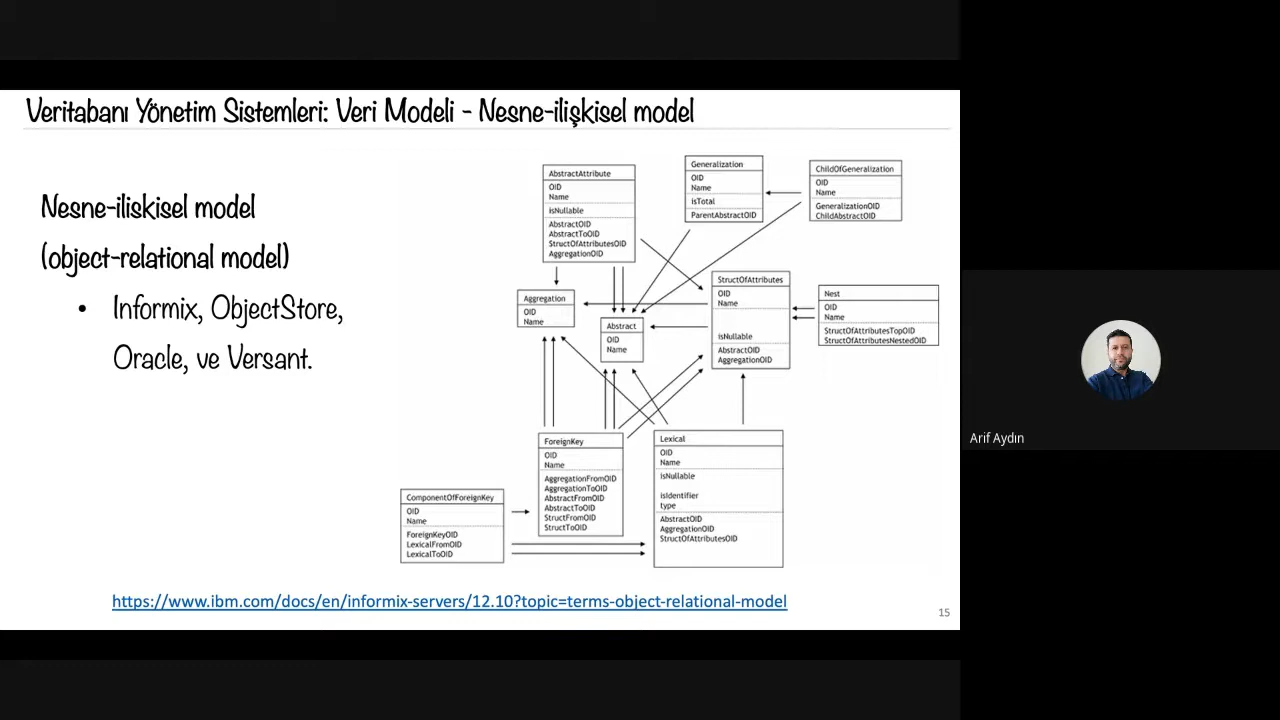 Veritabanı Yönetim Sistemleri: Veri Modeli - Nesne-ilişkisel model
Nesne-iliskisel model
(object-relational model)
• Informix, ObjectStore,
Oracle, ve Versant.
AbstractAttribute
OID
Name
isNullable
AbstractOID
AbstractToOID
StructOfAttributesOID
AggregationOID
Generalization
OID
Name
isTotal
ParentAbstractOID
ChildOfGeneralization
OID
Name
GeneralizationOID
ChildAbstractOID
Aggregation
OID
Name
Abstract
OID
Name
StructOfAttributes
OID
Name
isNullable
AbstractOID
AggregationOID
Nest
OID
Name
StructOfAttributesTopOID
StructOfAttributesNestedOID
ForeignKey
OID
Name
AggregationFromOID
AggregationToOID
AbstractFromOID
AbstractToOID
StructFromOID
StructToOID
Lexical
OID
Name
isNullable
isIdentifier
type
AbstractOID
AggregationOID
StructOfAttributesOID
ComponentOfForeignKey
OID
Name
ForeignKeyOID
LexicalFromOID
LexicalToOID
https://www.ibm.com/docs/en/informix-servers/12.10?topic=terms-object-relational-model
15
Arif Aydın